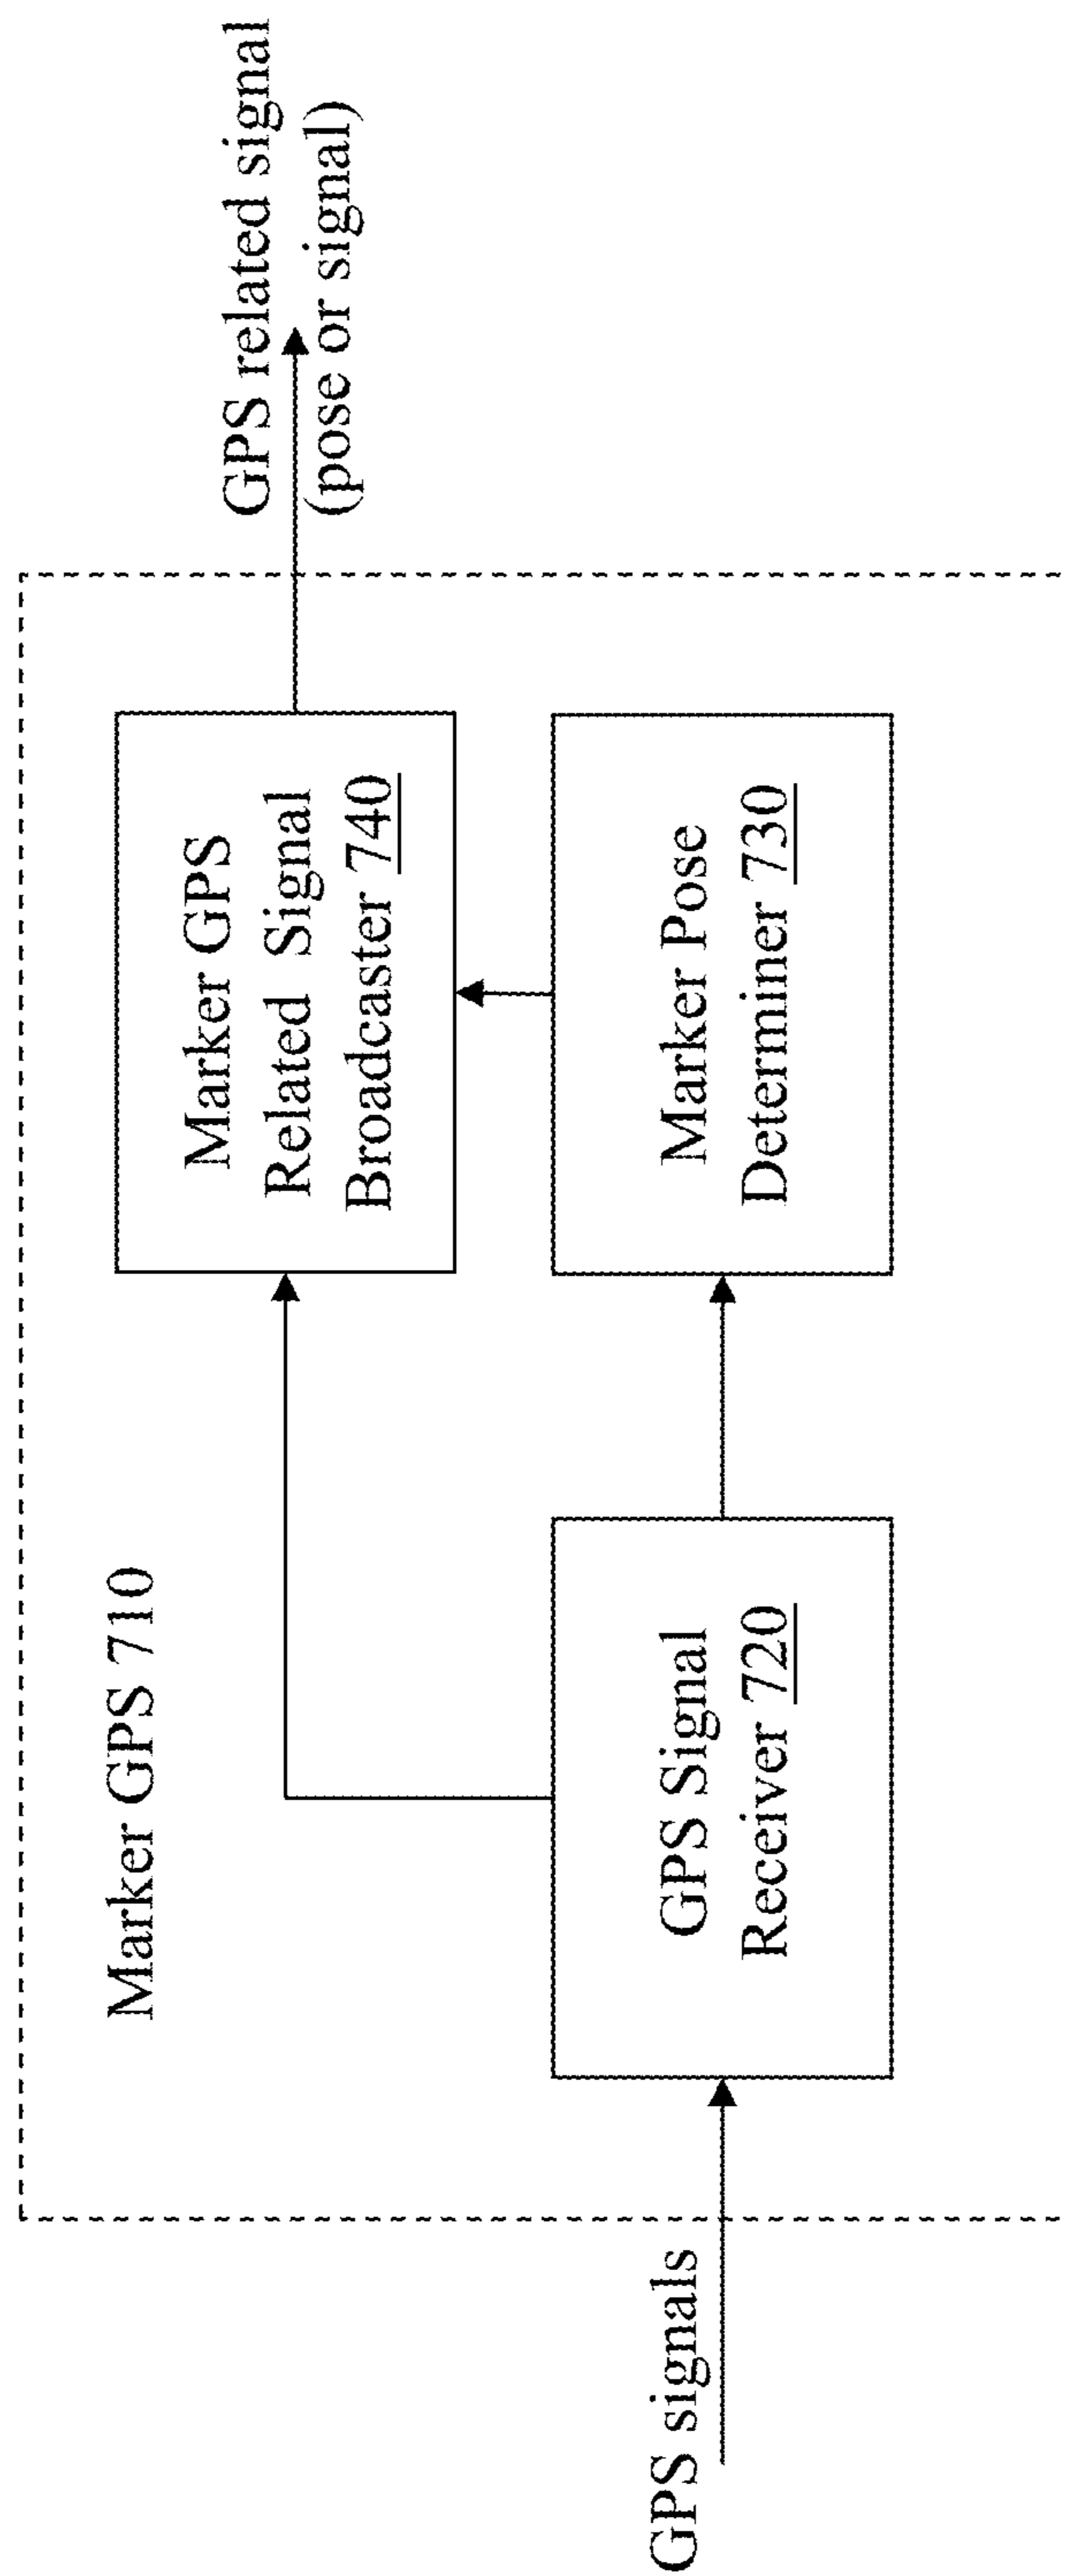 Marker GPS 710
GPS signals
GPS Signal
Receiver 720
Marker Pose
Determiner 730
Marker GPS
Related Signal
Broadcaster 740
GPS related signal
(pose or signal)